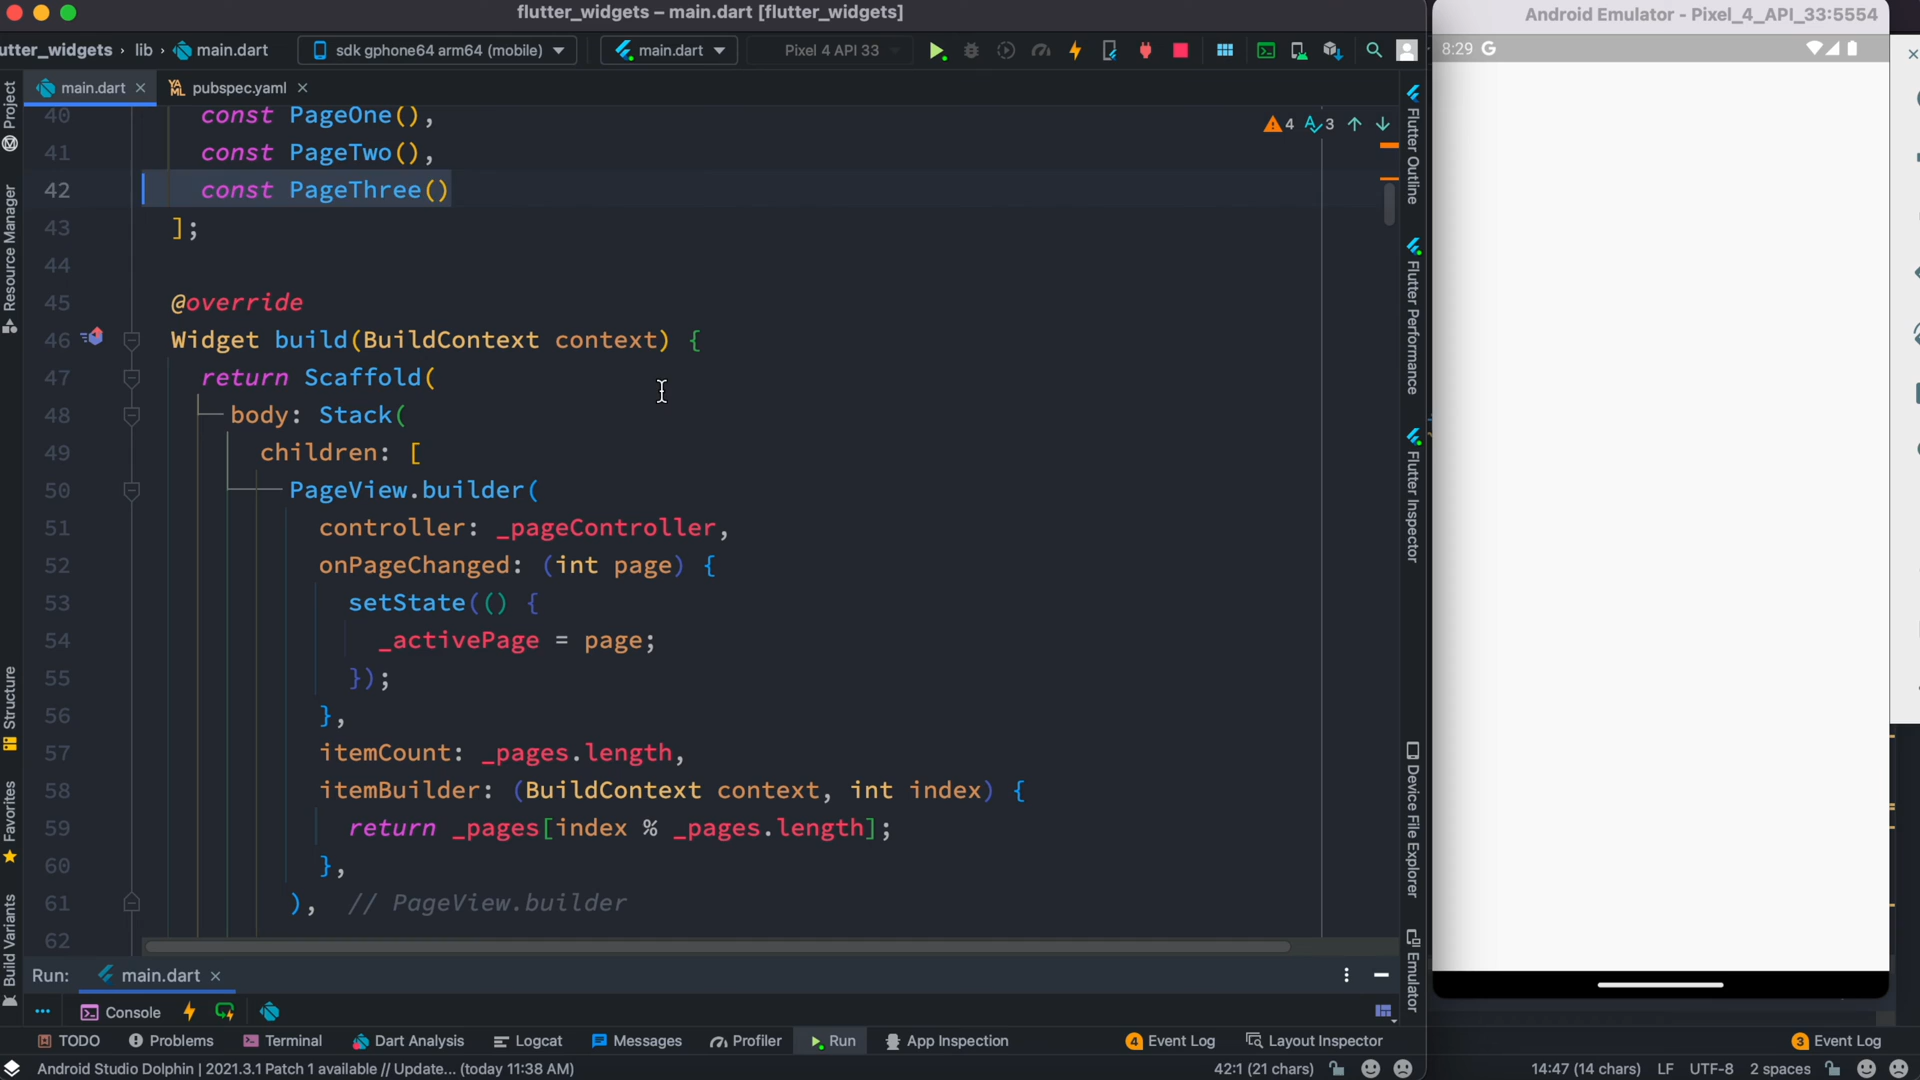 flutter_widgets – main.dart [flutter_widgets]
Android Emulator - Pixel_4_API_33:5554
utter_widgets › lib › main.dart
sdk gphone64 arm64 (mobile)
main.dart
Pixel 4 API 33
8:29
main.dart
pubspec.yaml
4
3
40 const PageOne(),
41 const PageTwo(),
42 const PageThree()
43 ];
44
45 @override
46 Widget build(BuildContext context) {
47 return Scaffold(
48 body: Stack(
49 children: [
50 PageView.builder(
51 controller: _pageController,
52 onPageChanged: (int page) {
53 setState(() {
54 _activePage = page;
55 });
56 },
57 itemCount: _pages.length,
58 itemBuilder: (BuildContext context, int index) {
59 return _pages[index % _pages.length];
60 },
61 ), // PageView.builder
62
Project
Resource Manager
Structure
Favorites
Build Variants
Flutter Outline
Flutter Performance
Flutter Inspector
Device File Explorer
Emulator
Run: main.dart
Console
TODO
Problems
Terminal
Dart Analysis
Logcat
Messages
Profiler
Run
App Inspection
4 Event Log
Layout Inspector
3 Event Log
Android Studio Dolphin | 2021.3.1 Patch 1 available // Update... (today 11:38 AM)
42:1 (21 chars)
14:47 (14 chars)
LF
UTF-8
2 spaces